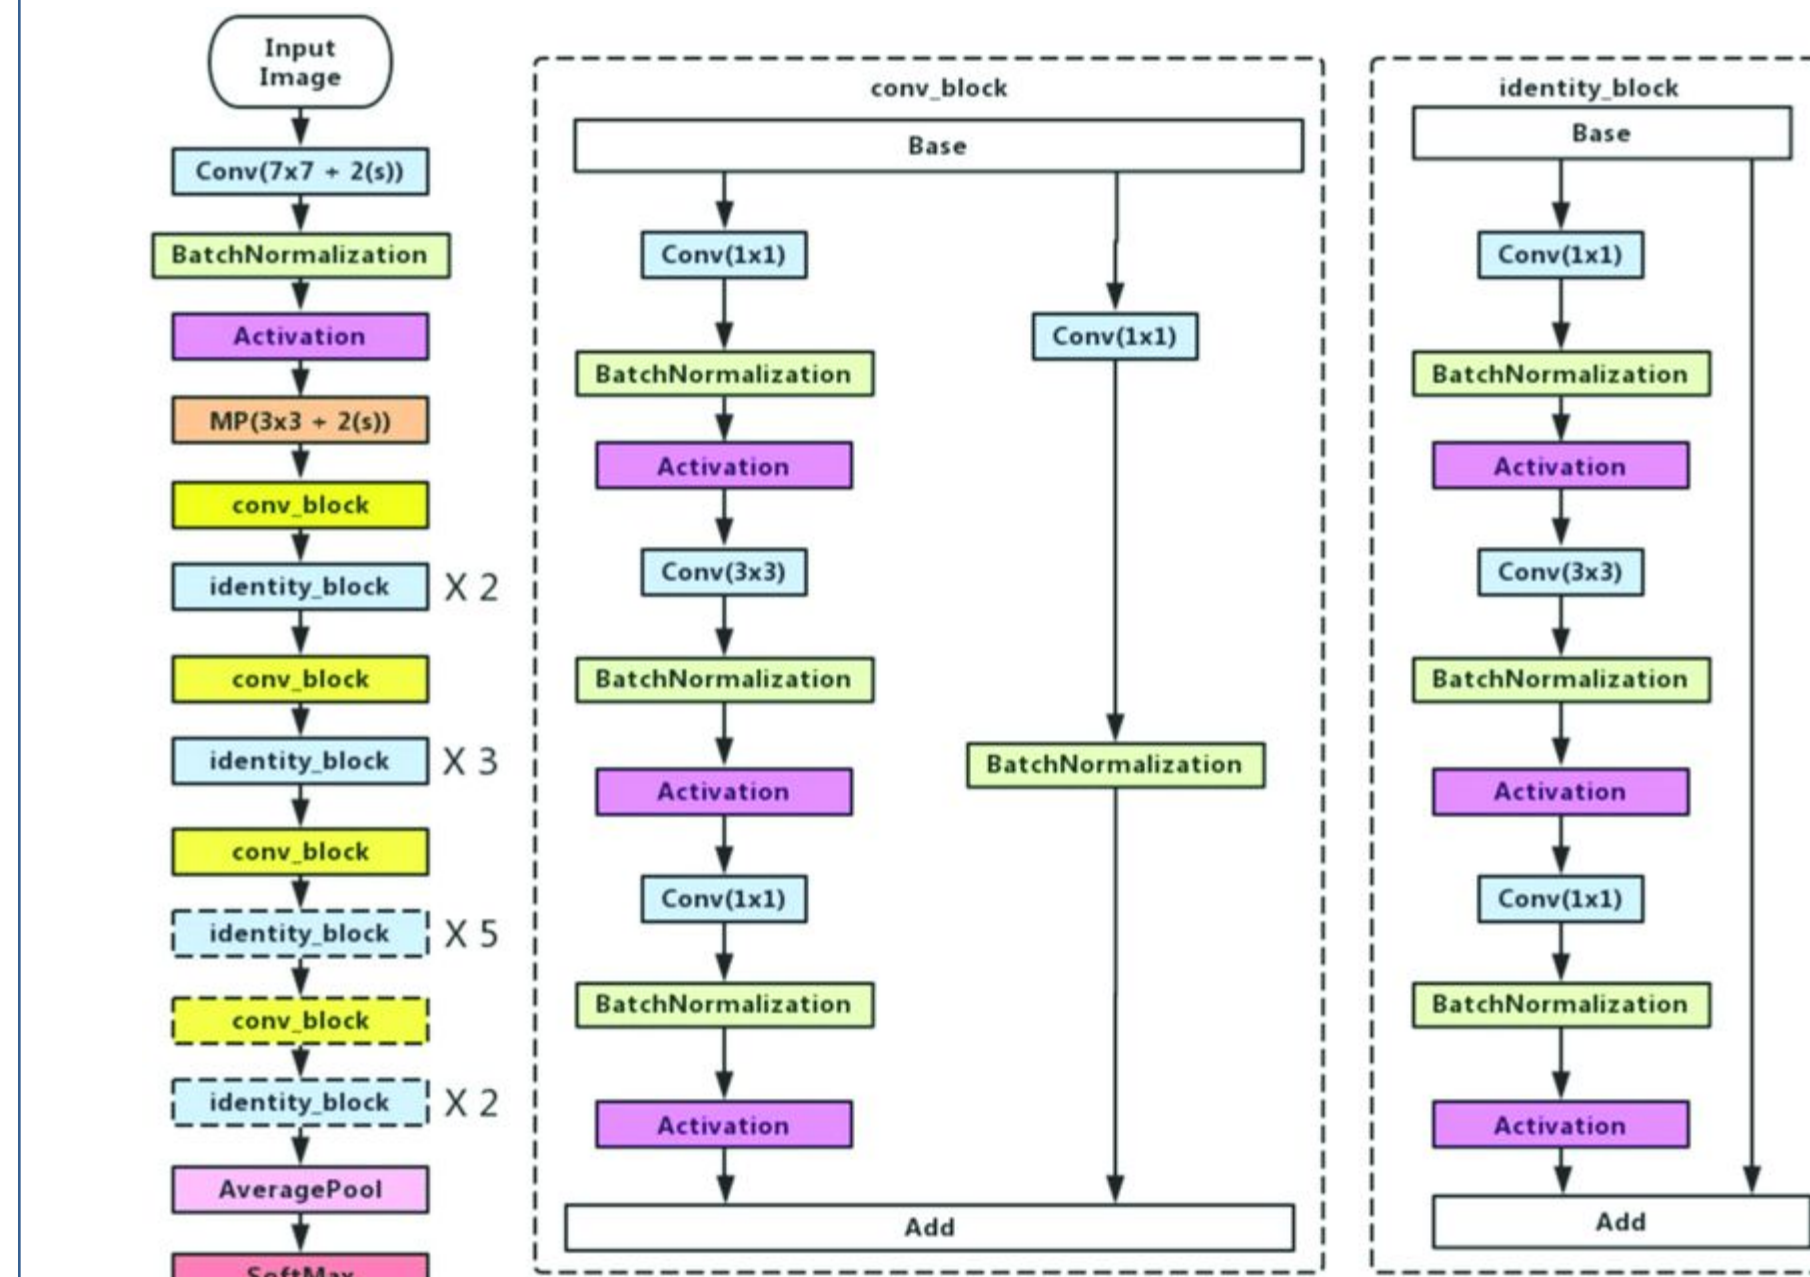 Input
Image
Conv(7x7 + 2(s))
BatchNormalization
Activation
MP(3x3 + 2(s))
conv_block
identity_block X 2
conv_block
identity_block X 3
conv_block
identity_block X 5
conv_block
identity_block X 2
AveragePool
SoftMax
conv_block
Base
Conv(1x1)
BatchNormalization
Activation
Conv(3x3)
BatchNormalization
Activation
Conv(1x1)
BatchNormalization
Activation
Conv(1x1)
BatchNormalization
Add
identity_block
Base
Conv(1x1)
BatchNormalization
Activation
Conv(3x3)
BatchNormalization
Activation
Conv(1x1)
BatchNormalization
Activation
Add